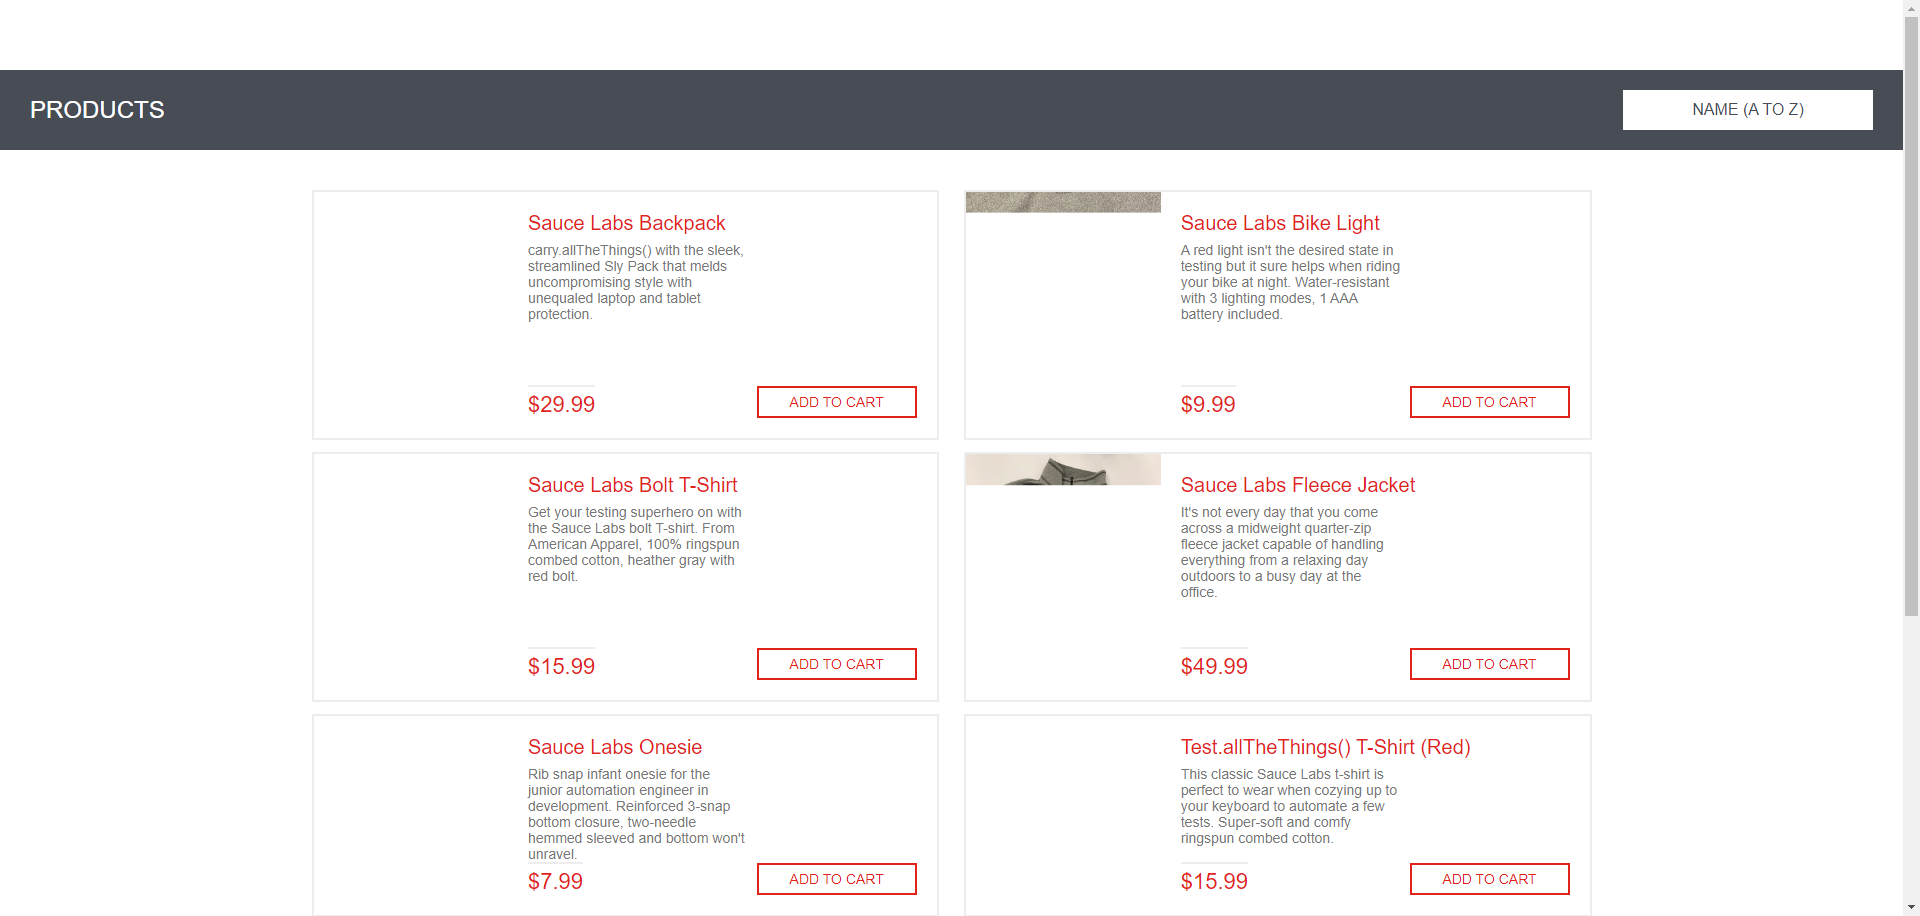 PRODUCTS
NAME (A TO Z)
Sauce Labs Backpack
carry.allTheThings() with the sleek,
streamlined Sly Pack that melds
uncompromising style with
unequaled laptop and tablet
protection.
$29.99
ADD TO CART
Sauce Labs Bike Light
A red light isn't the desired state in
testing but it sure helps when riding
your bike at night. Water-resistant
with 3 lighting modes, 1 AAA
battery included.
$9.99
ADD TO CART
Sauce Labs Bolt T-Shirt
Get your testing superhero on with
the Sauce Labs bolt T-shirt. From
American Apparel, 100% ringspun
combed cotton, heather gray with
red bolt.
$15.99
ADD TO CART
Sauce Labs Fleece Jacket
It's not every day that you come
across a midweight quarter-zip
fleece jacket capable of handling
everything from a relaxing day
outdoors to a busy day at the
office.
$49.99
ADD TO CART
Sauce Labs Onesie
Rib snap infant onesie for the
junior automation engineer in
development. Reinforced 3-snap
bottom closure, two-needle
hemmed sleeved and bottom won't
unravel.
$7.99
ADD TO CART
Test.allTheThings() T-Shirt (Red)
This classic Sauce Labs t-shirt is
perfect to wear when cozying up to
your keyboard to automate a few
tests. Super-soft and comfy
ringspun combed cotton.
$15.99
ADD TO CART